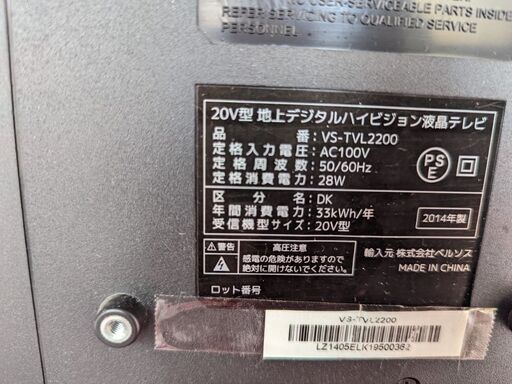 REFER SERVICING TO QUALIFIED SERVICE
PERSONNEL
20V型 地上デジタルハイビジョン液晶テレビ
品番：VS-TVL2200
定格入力電圧：AC100V
定格周波数：50/60Hz
定格消費電力：28W
PS
E
区分名：DK
年間消費電力：33kWh/年
受信機型サイズ：20V型
2014年製
警告 高圧注意
感電の危険がありますので
絶対に開けないでください。
輸入元 株式会社ベルソス
MADE IN CHINA
ロット番号
VS-TVL2200
LZ1405ELK19500362